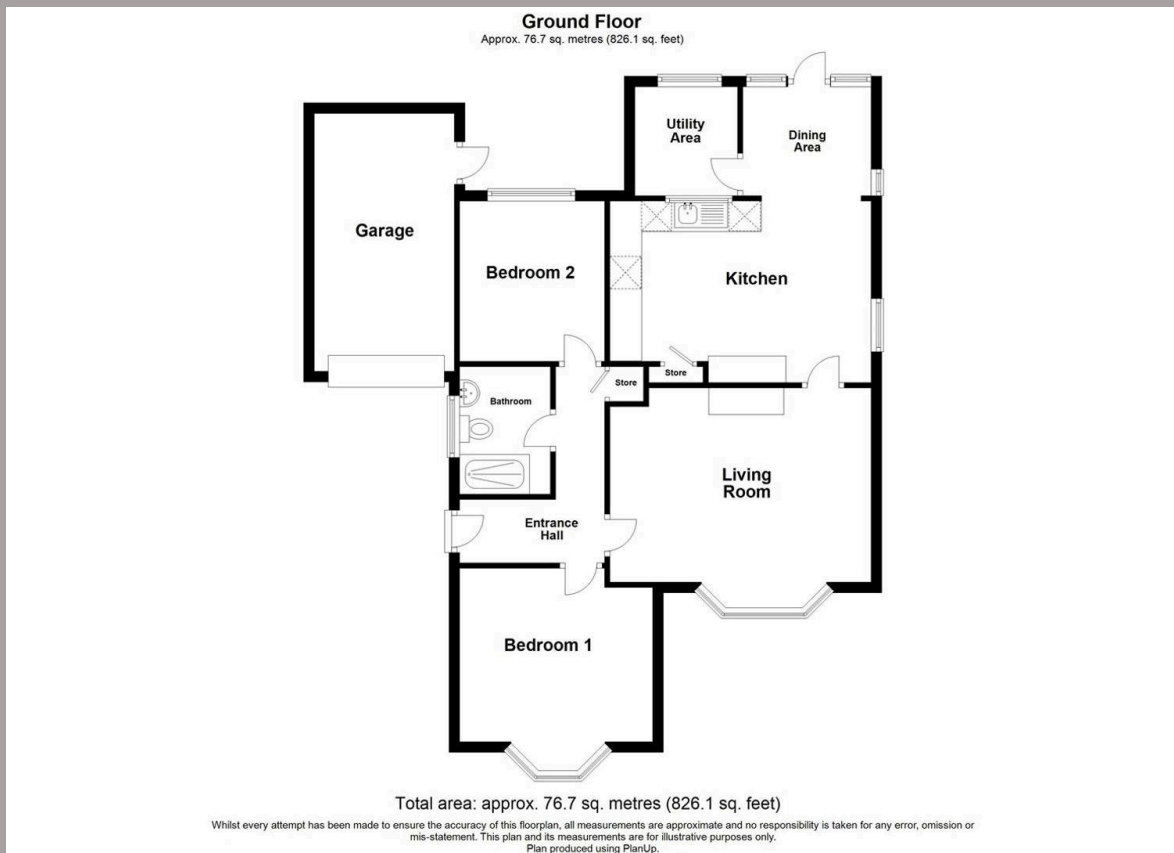 Ground Floor
Approx. 76.7 sq. metres (826.1 sq. feet)
Utility
Area
Dining
Area
Garage
Bedroom 2
Kitchen
Store
Store
Bathroom
Living
Room
Entrance
Hall
Bedroom 1
Total area: approx. 76.7 sq. metres (826.1 sq. feet)
Whilst every attempt has been made to ensure the accuracy of this floorplan, all measurements are approximate and no responsibility is taken for any error, omission or
mis-statement. This plan and its measurements are for illustrative purposes only.
Plan produced using PlanUp.